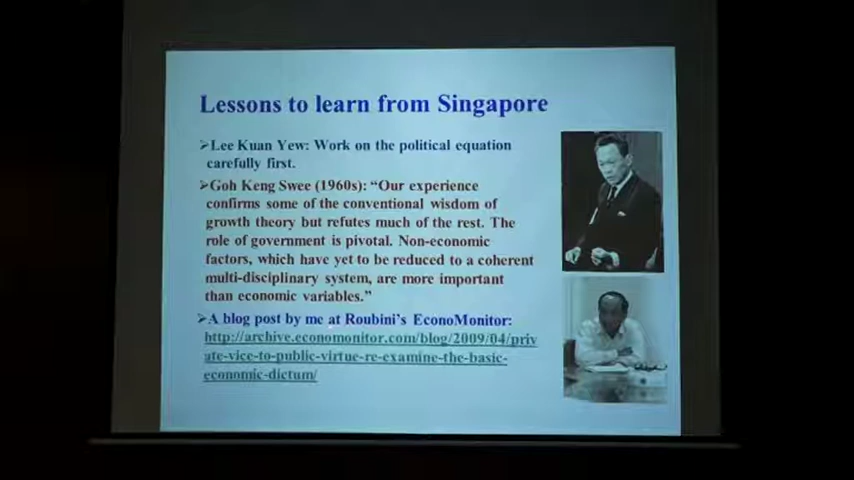 Lessons to learn from Singapore
➢Lee Kuan Yew: Work on the political equation
carefully first.
➢Goh Keng Swee (1960s): “Our experience
confirms some of the conventional wisdom of
growth theory but refutes much of the rest. The
role of government is pivotal. Non-economic
factors, which have yet to be reduced to a coherent
multi-disciplinary system, are more important
than economic variables.”
➢A blog post by me at Roubini’s EconoMonitor:
http://archive.economonitor.com/blog/2009/04/priv
ate-vice-to-public-virtue-re-examine-the-basic-
economic-dictum/